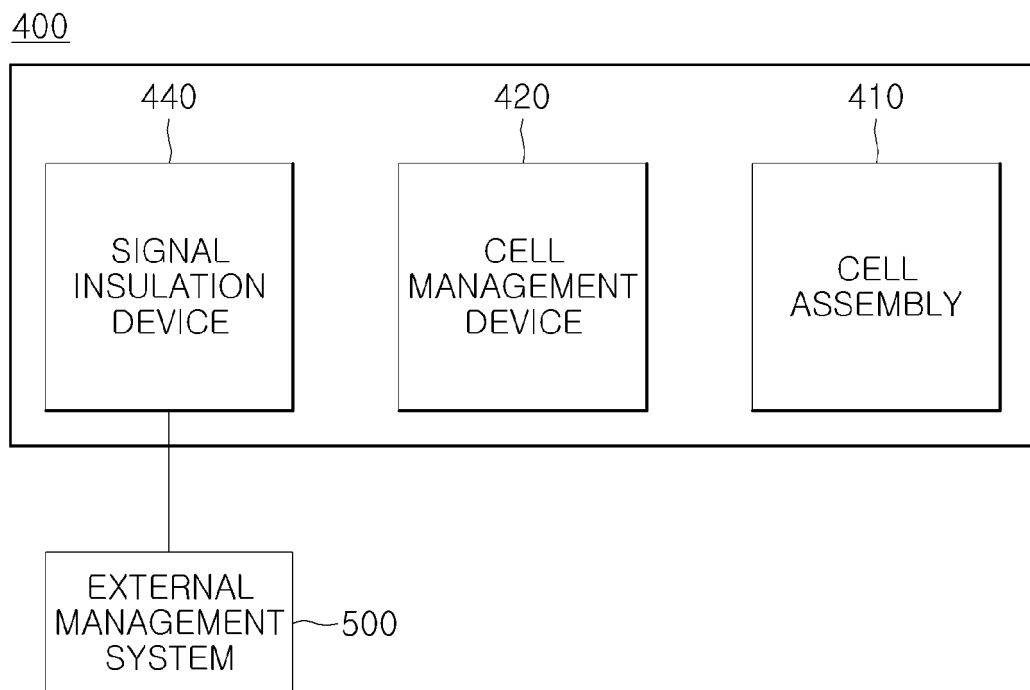 400
440
420
410
SIGNAL
INSULATION
DEVICE
CELL
MANAGEMENT
DEVICE
CELL
ASSEMBLY
EXTERNAL
MANAGEMENT
SYSTEM
500